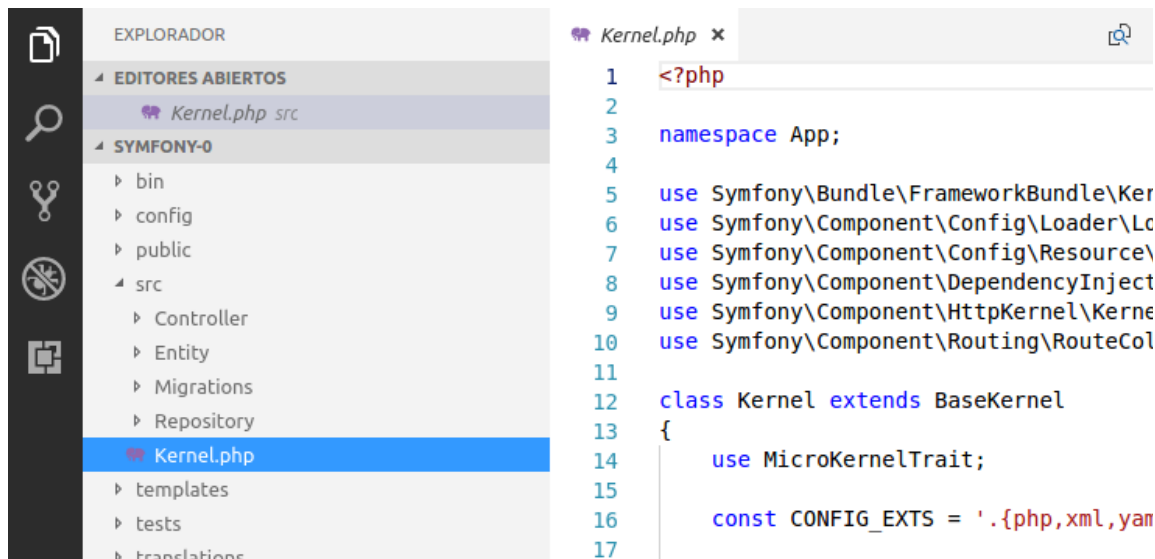 EXPLORADOR
EDITORES ABIERTOS
Kernel.php src
SYMFONY-0
bin
config
public
src
Controller
Entity
Migrations
Repository
Kernel.php
templates
tests
translations
Kernel.php ×
1 <?php
2
3 namespace App;
4
5 use Symfony\Bundle\FrameworkBundle\Ker
6 use Symfony\Component\Config\Loader\Lo
7 use Symfony\Component\Config\Resource\
8 use Symfony\Component\DependencyInject
9 use Symfony\Component\HttpKernel\Kerne
10 use Symfony\Component\Routing\RouteCol
11
12 class Kernel extends BaseKernel
13 {
14 use MicroKernelTrait;
15
16 const CONFIG_EXTS = '.{php,xml,yam
17